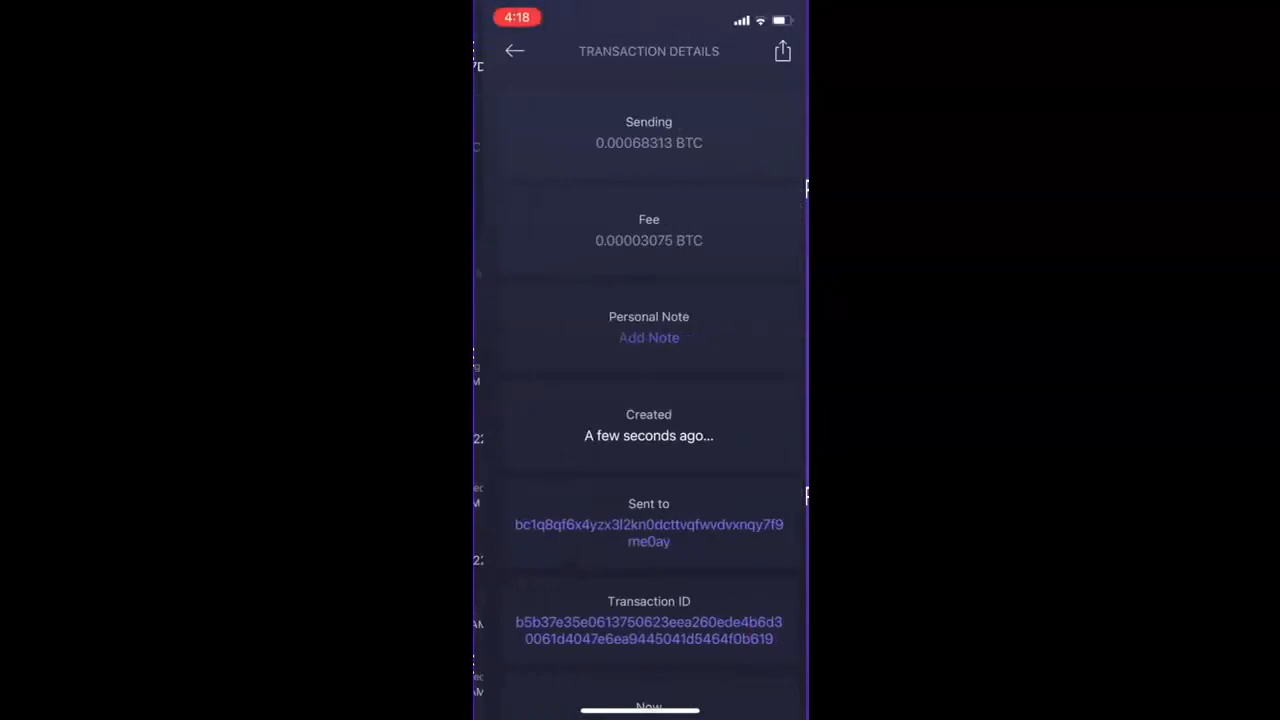 4:18
TRANSACTION DETAILS
Sending
0.00068313 BTC
Fee
0.00003075 BTC
Personal Note
Add Note
Created
A few seconds ago...
Sent to
bc1q8qf6x4yzx3l2kn0dcttvqfwvdvxnqy7f9
me0ay
Transaction ID
b5b37e35e0613750623eea260ede4b6d3
0061d4047e6ea9445041d5464f0b619
Now